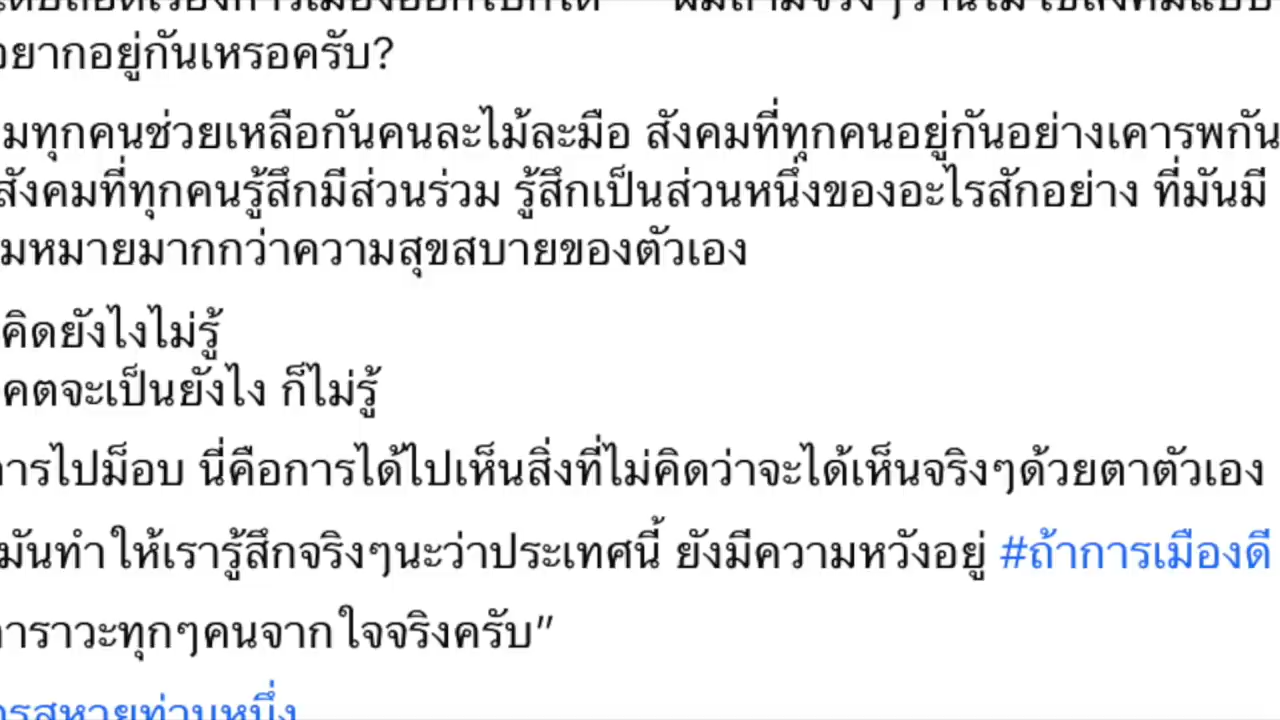 อยากอยู่กันเหรอครับ?
มทุกคนช่วยเหลือกันคนละไม้ละมือ สังคมที่ทุกคนอยู่กันอย่างเคารพกัน
สังคมที่ทุกคนรู้สึกมีส่วนร่วม รู้สึกเป็นส่วนหนึ่งของอะไรสักอย่าง ที่มันมี
มหมายมากกว่าความสุขสบายของตัวเอง
คิดยังไงไม่รู้
คตจะเป็นยังไง ก็ไม่รู้
การไปม็อบ นี่คือการได้ไปเห็นสิ่งที่ไม่คิดว่าจะได้เห็นจริงๆด้วยตาตัวเอง
มันทำให้เรารู้สึกจริงๆนะว่าประเทศนี้ ยังมีความหวังอยู่ #ถ้าการเมืองดี
คาราวะทุกๆคนจากใจจริงครับ”
รสหายท่านหนึ่ง